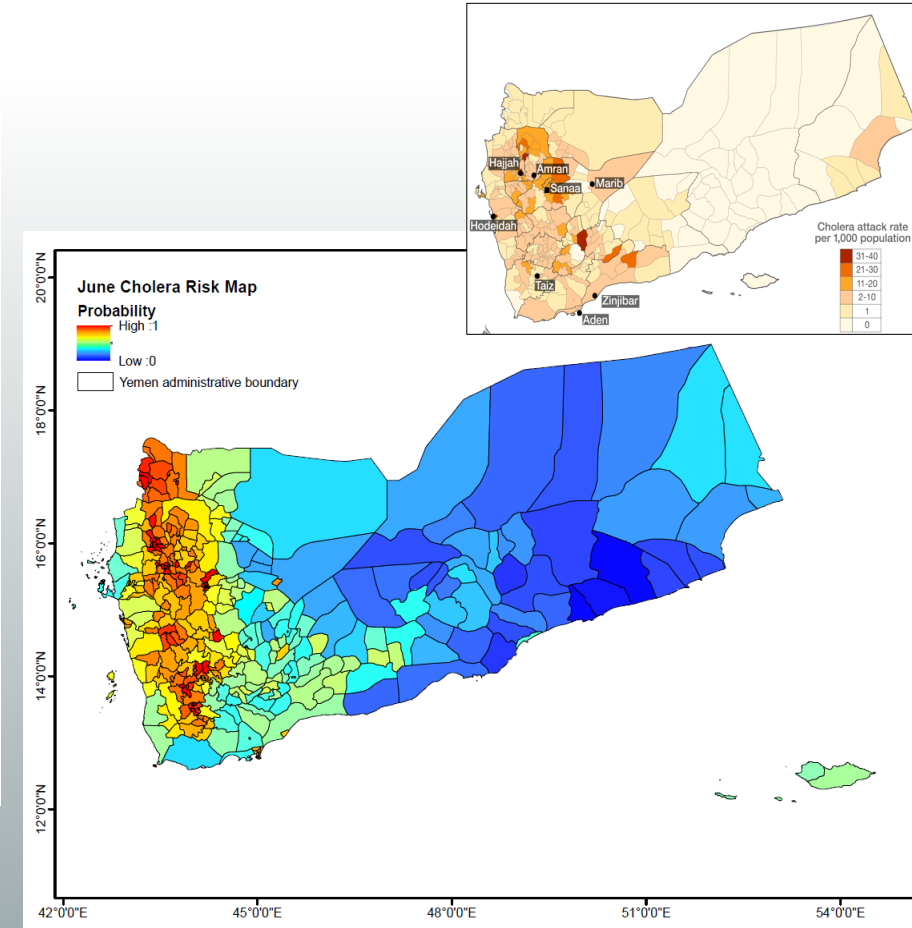 Hajjah
Amran
Sanaa
Marib
Hodeidah
Taiz
Zinjibar
Aden
Cholera attack rate
per 1,000 population
31-40
21-30
11-20
2-10
1
0
June Cholera Risk Map
Probability
High :1
Low :0
Yemen administrative boundary
20°0'0"N
18°0'0"N
16°0'0"N
14°0'0"N
12°0'0"N
42°0'0"E
45°0'0"E
48°0'0"E
51°0'0"E
54°0'0"E